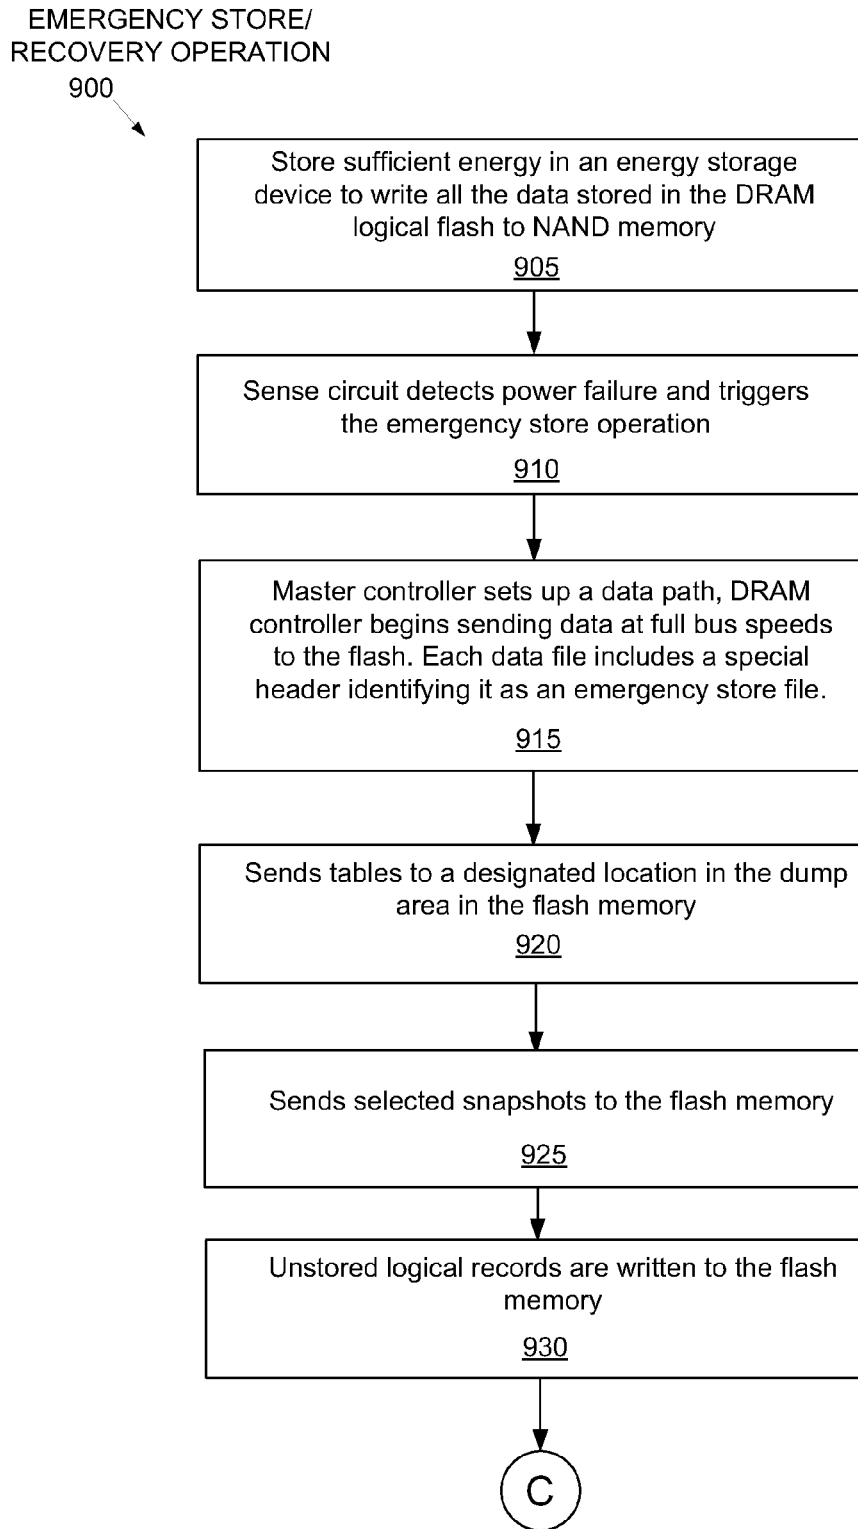 EMERGENCY STORE/
RECOVERY OPERATION
900
Store sufficient energy in an energy storage
device to write all the data stored in the DRAM
logical flash to NAND memory
905
Sense circuit detects power failure and triggers
the emergency store operation
910
Master controller sets up a data path, DRAM
controller begins sending data at full bus speeds
to the flash. Each data file includes a special
header identifying it as an emergency store file.
915
Sends tables to a designated location in the dump
area in the flash memory
920
Sends selected snapshots to the flash memory
925
Unstored logical records are written to the flash
memory
930
C